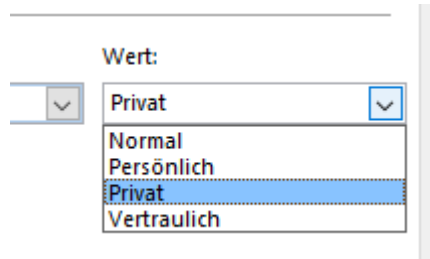 Wert:
Privat
Normal
Persönlich
Privat
Vertraulich